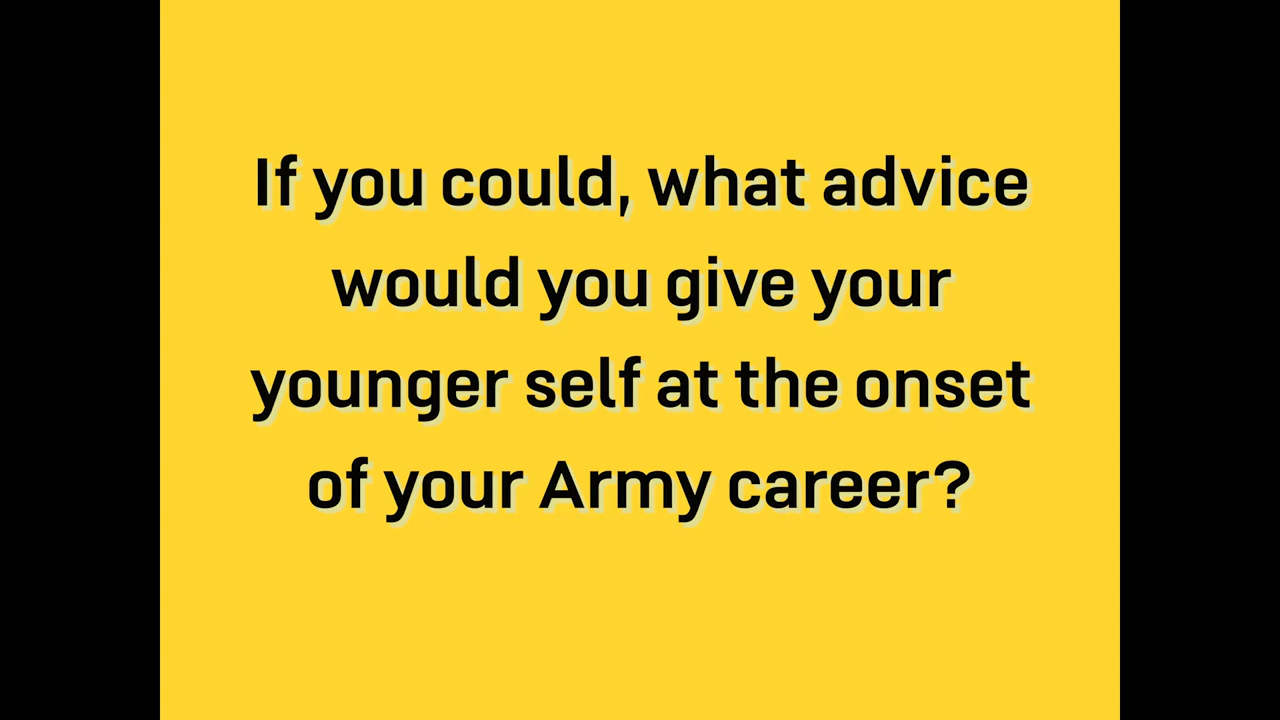 If you could, what advice
would you give your
younger self at the onset
of your Army career?